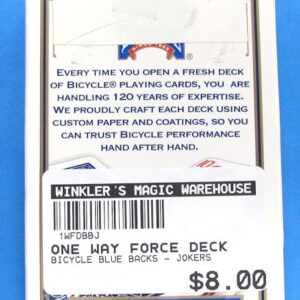 EVERY TIME YOU OPEN A FRESH DECK
OF BICYCLE® PLAYING CARDS, YOU
ARE HANDLING 120 YEARS OF EXPERTISE.
WE PROUDLY CRAFT EACH DECK USING
CUSTOM PAPER AND COATINGS, SO YOU
CAN TRUST BICYCLE PERFORMANCE
HAND AFTER HAND.
WINKLER'S MAGIC WAREHOUSE
1WFDBBJ
ONE WAY FORCE DECK
BICYCLE BLUE BACKS - JOKERS
$8.00